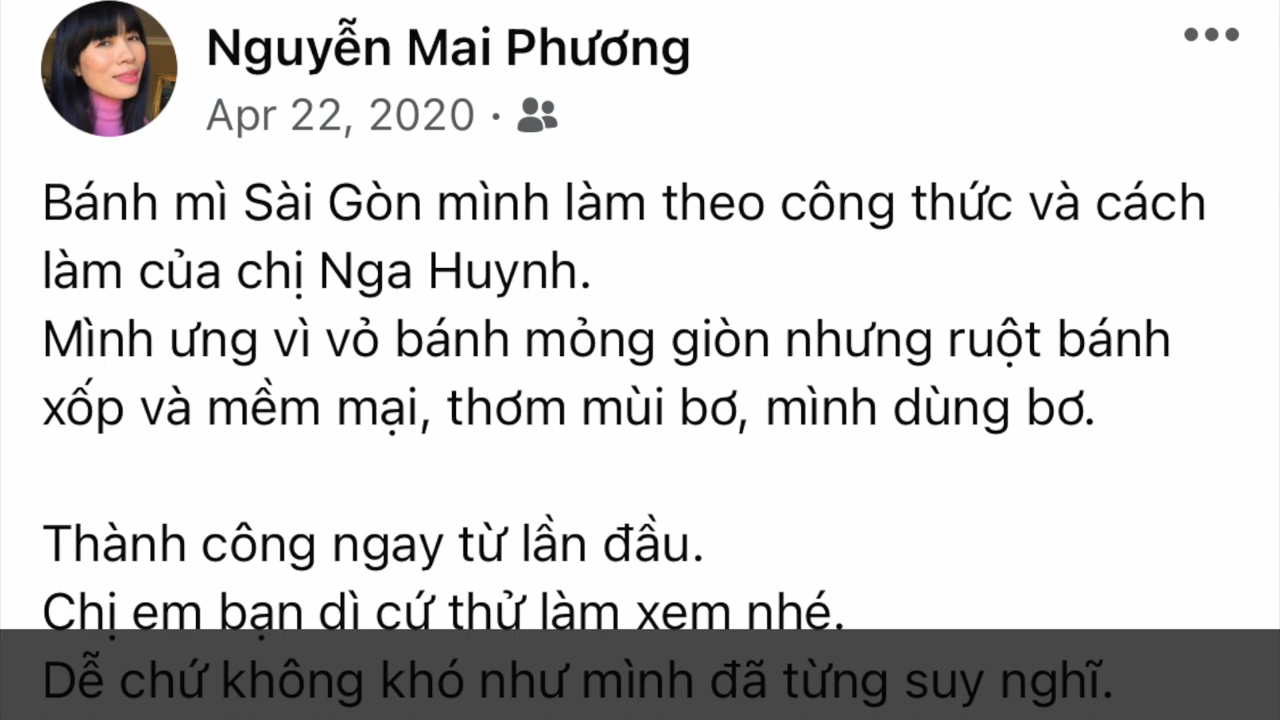 Nguyễn Mai Phương
Apr 22, 2020 ·
Bánh mì Sài Gòn mình làm theo công thức và cách
làm của chị Nga Huynh.
Mình ưng vì vỏ bánh mỏng giòn nhưng ruột bánh
xốp và mềm mại, thơm mùi bơ, mình dùng bơ.
Thành công ngay từ lần đầu.
Chị em bạn dì cứ thử làm xem nhé.
Dễ chứ không khó như mình đã từng suy nghĩ.